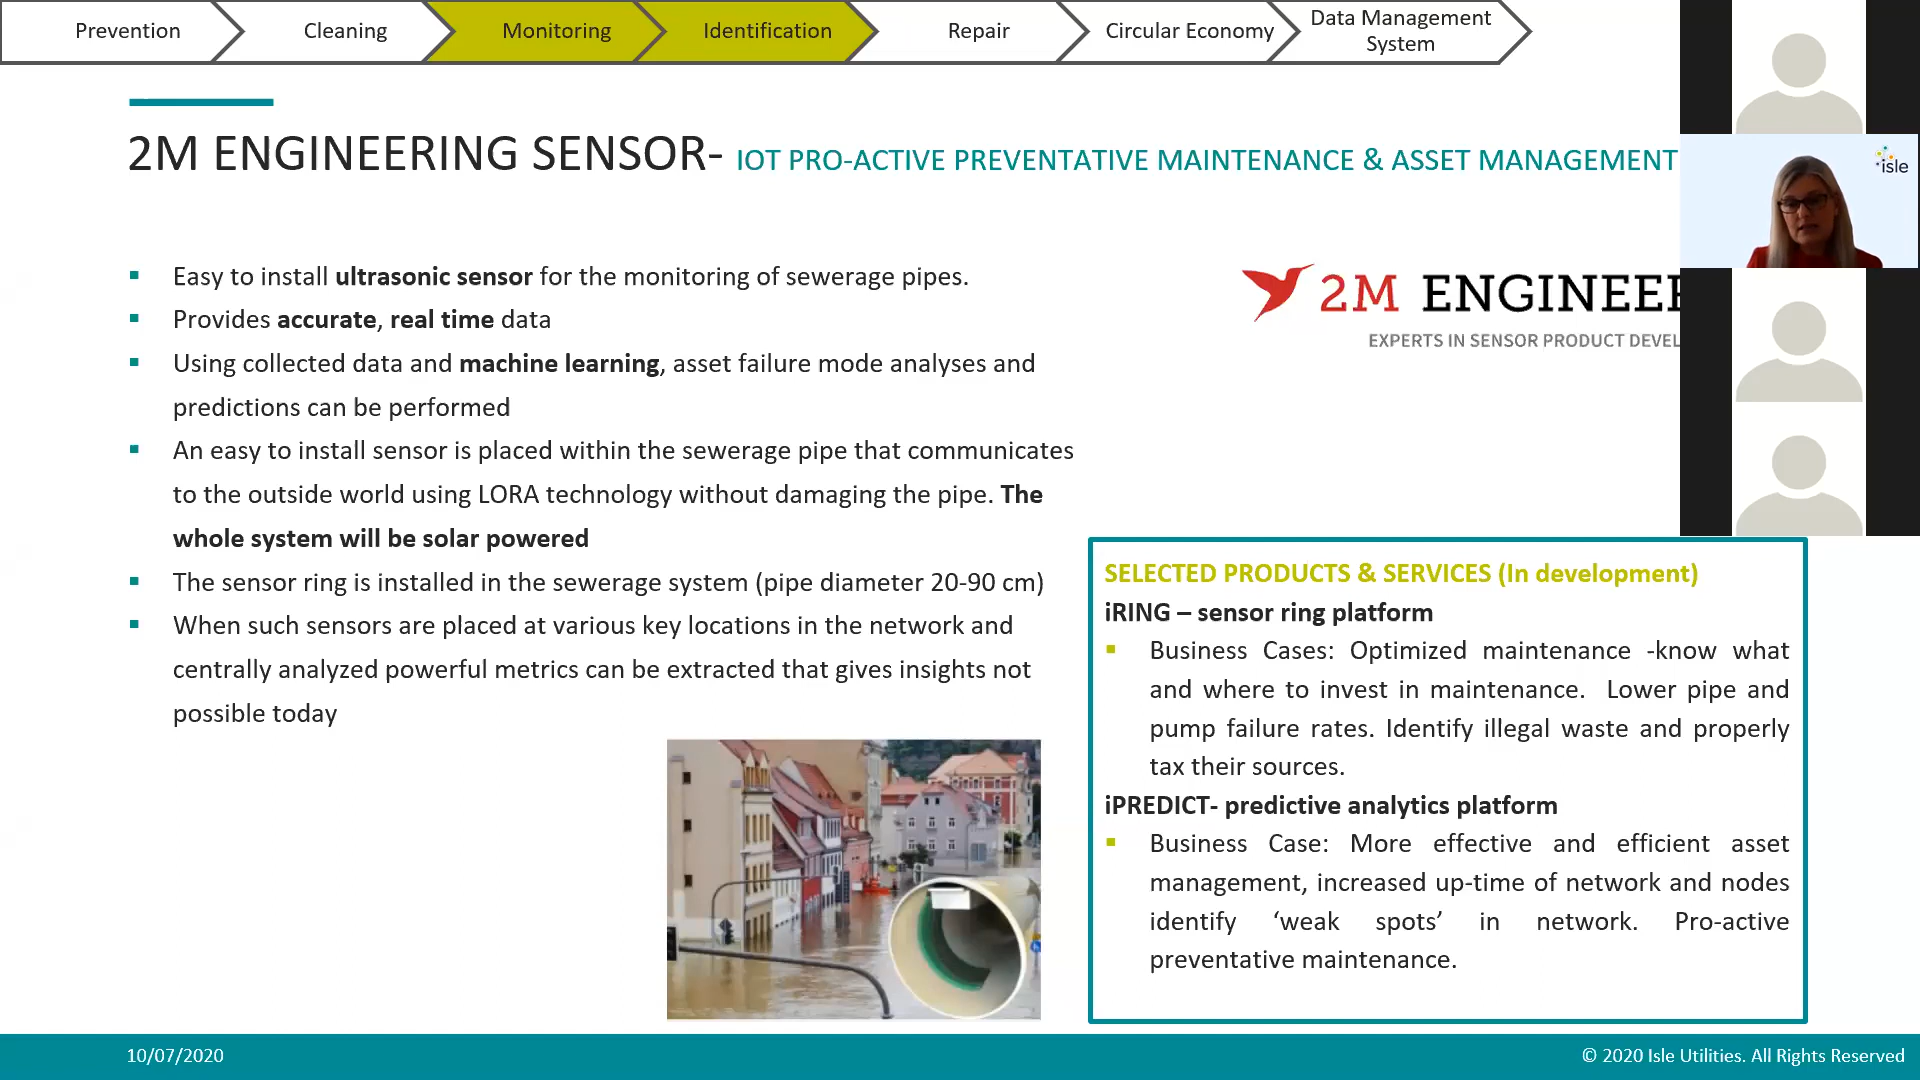 Prevention
Cleaning
Monitoring
Identification
Repair
Circular Economy
Data Management
System
isle
2M ENGINEERING SENSOR- IOT PRO-ACTIVE PREVENTATIVE MAINTENANCE & ASSET MANAGEMENT
▪ Easy to install ultrasonic sensor for the monitoring of sewerage pipes.
▪ Provides accurate, real time data
▪ Using collected data and machine learning, asset failure mode analyses and
predictions can be performed
▪ An easy to install sensor is placed within the sewerage pipe that communicates
to the outside world using LORA technology without damaging the pipe. The
whole system will be solar powered
▪ The sensor ring is installed in the sewerage system (pipe diameter 20-90 cm)
▪ When such sensors are placed at various key locations in the network and
centrally analyzed powerful metrics can be extracted that gives insights not
possible today
2M ENGINEE
EXPERTS IN SENSOR PRODUCT DEVEL
SELECTED PRODUCTS & SERVICES (In development)
iRING – sensor ring platform
▪ Business Cases: Optimized maintenance -know what
and where to invest in maintenance. Lower pipe and
pump failure rates. Identify illegal waste and properly
tax their sources.
iPREDICT- predictive analytics platform
▪ Business Case: More effective and efficient asset
management, increased up-time of network and nodes
identify ‘weak spots’ in network. Pro-active
preventative maintenance.
10/07/2020
© 2020 Isle Utilities. All Rights Reserved